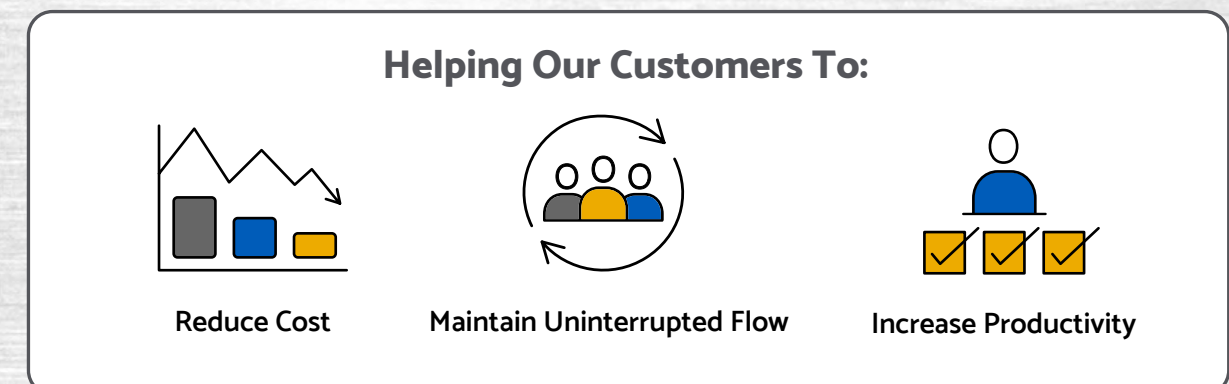 Helping Our Customers To:
Reduce Cost
Maintain Uninterrupted Flow
Increase Productivity